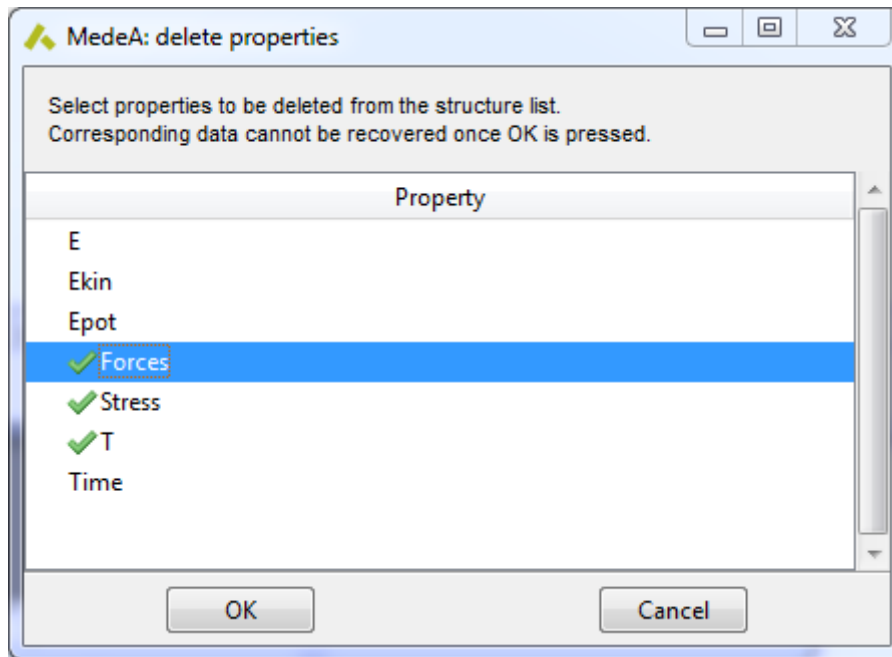 MedeA: delete properties
Select properties to be deleted from the structure list.
Corresponding data cannot be recovered once OK is pressed.
Property
E
Ekin
Epot
Forces
Stress
T
Time
OK Cancel